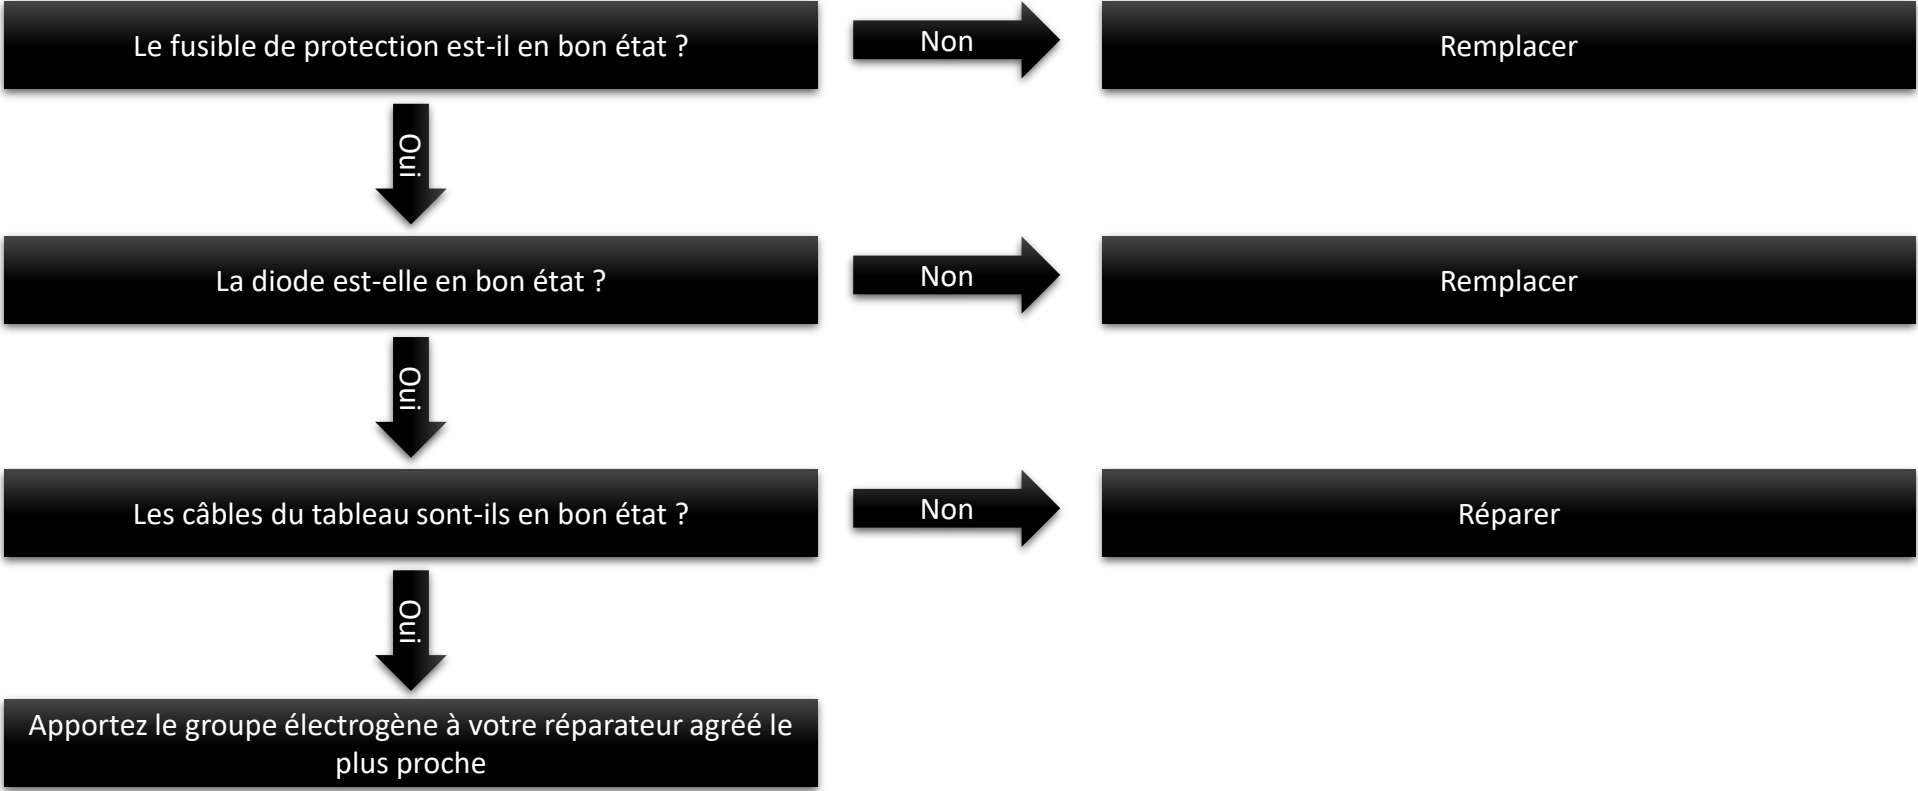 Le fusible de protection est-il en bon état ?
Non
Remplacer
Oui
La diode est-elle en bon état ?
Non
Remplacer
Oui
Les câbles du tableau sont-ils en bon état ?
Non
Réparer
Oui
Apportez le groupe électrogène à votre réparateur agréé le
plus proche